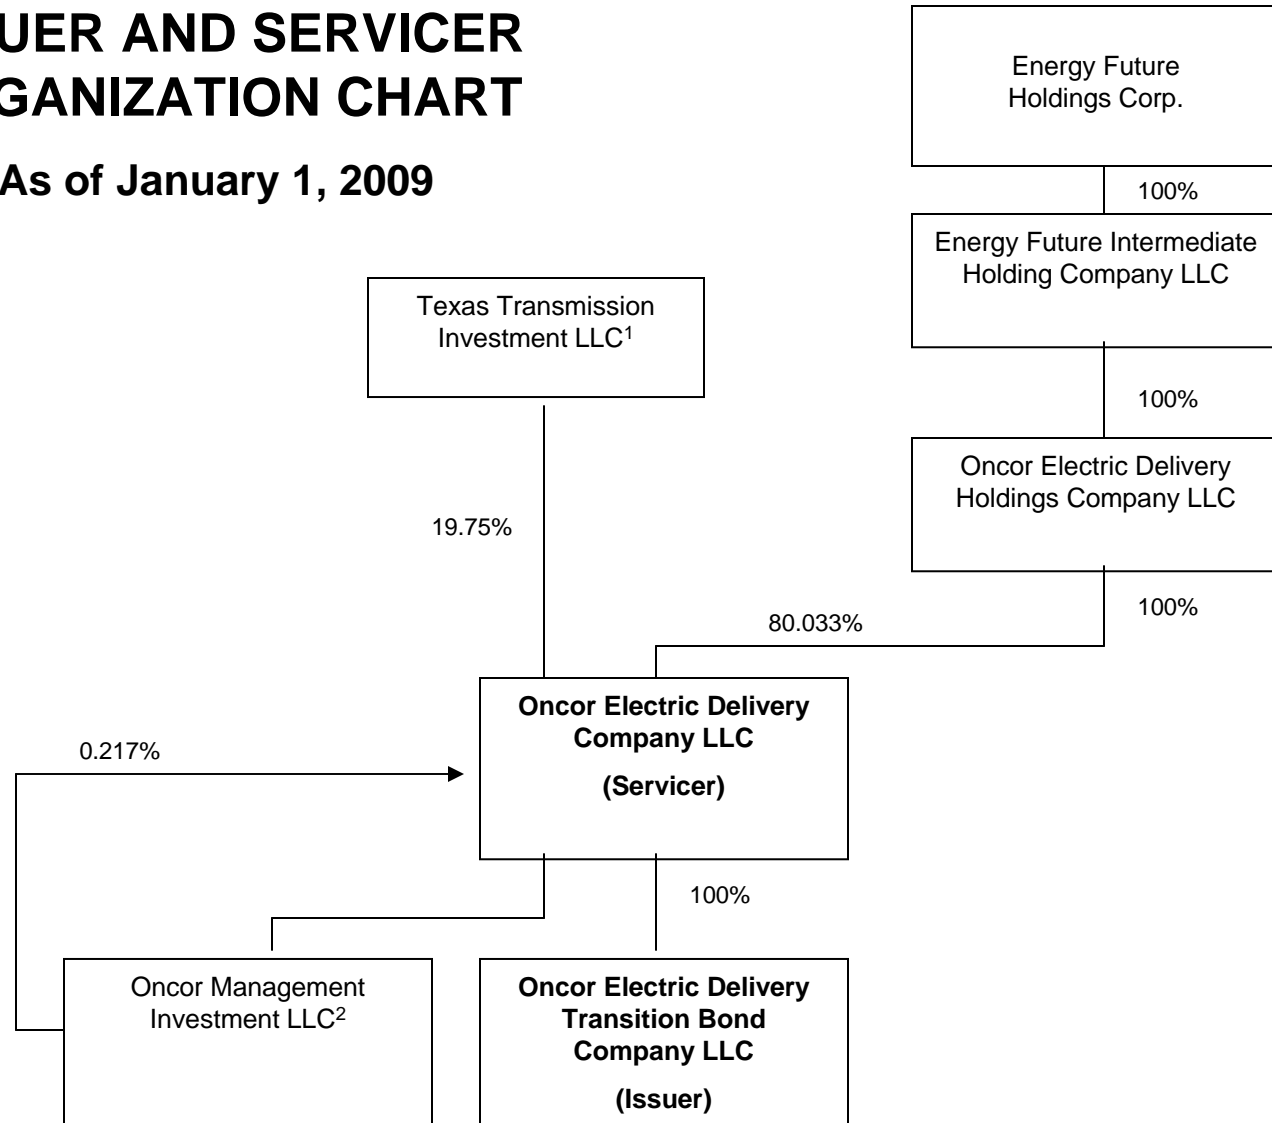 UER AND SERVICER
GANIZATION CHART
As of January 1, 2009
Energy Future
Holdings Corp.
100%
Energy Future Intermediate
Holding Company LLC
Texas Transmission
Investment LLC¹
100%
Oncor Electric Delivery
Holdings Company LLC
19.75%
100%
80.033%
Oncor Electric Delivery
Company LLC
(Servicer)
0.217%
100%
Oncor Management
Investment LLC²
Oncor Electric Delivery
Transition Bond
Company LLC
(Issuer)